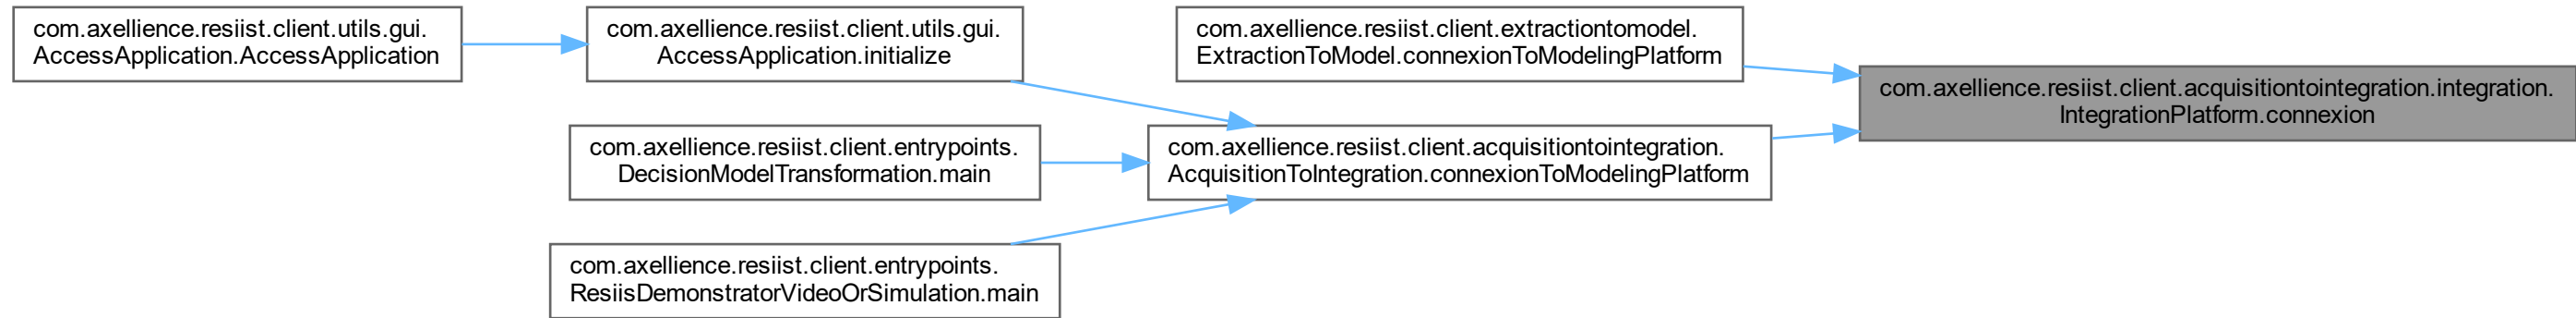 com.axellience.resiist.client.utils.gui.
AccessApplication.AccessApplication
com.axellience.resiist.client.utils.gui.
AccessApplication.initialize
com.axellience.resiist.client.extractiontomodel.
ExtractionToModel.connexionToModelingPlatform
com.axellience.resiist.client.acquisitiontointegration.integration.
IntegrationPlatform.connexion
com.axellience.resiist.client.entrypoints.
DecisionModelTransformation.main
com.axellience.resiist.client.acquisitiontointegration.
AcquisitionToIntegration.connexionToModelingPlatform
com.axellience.resiist.client.entrypoints.
ResiisDemonstratorVideoOrSimulation.main